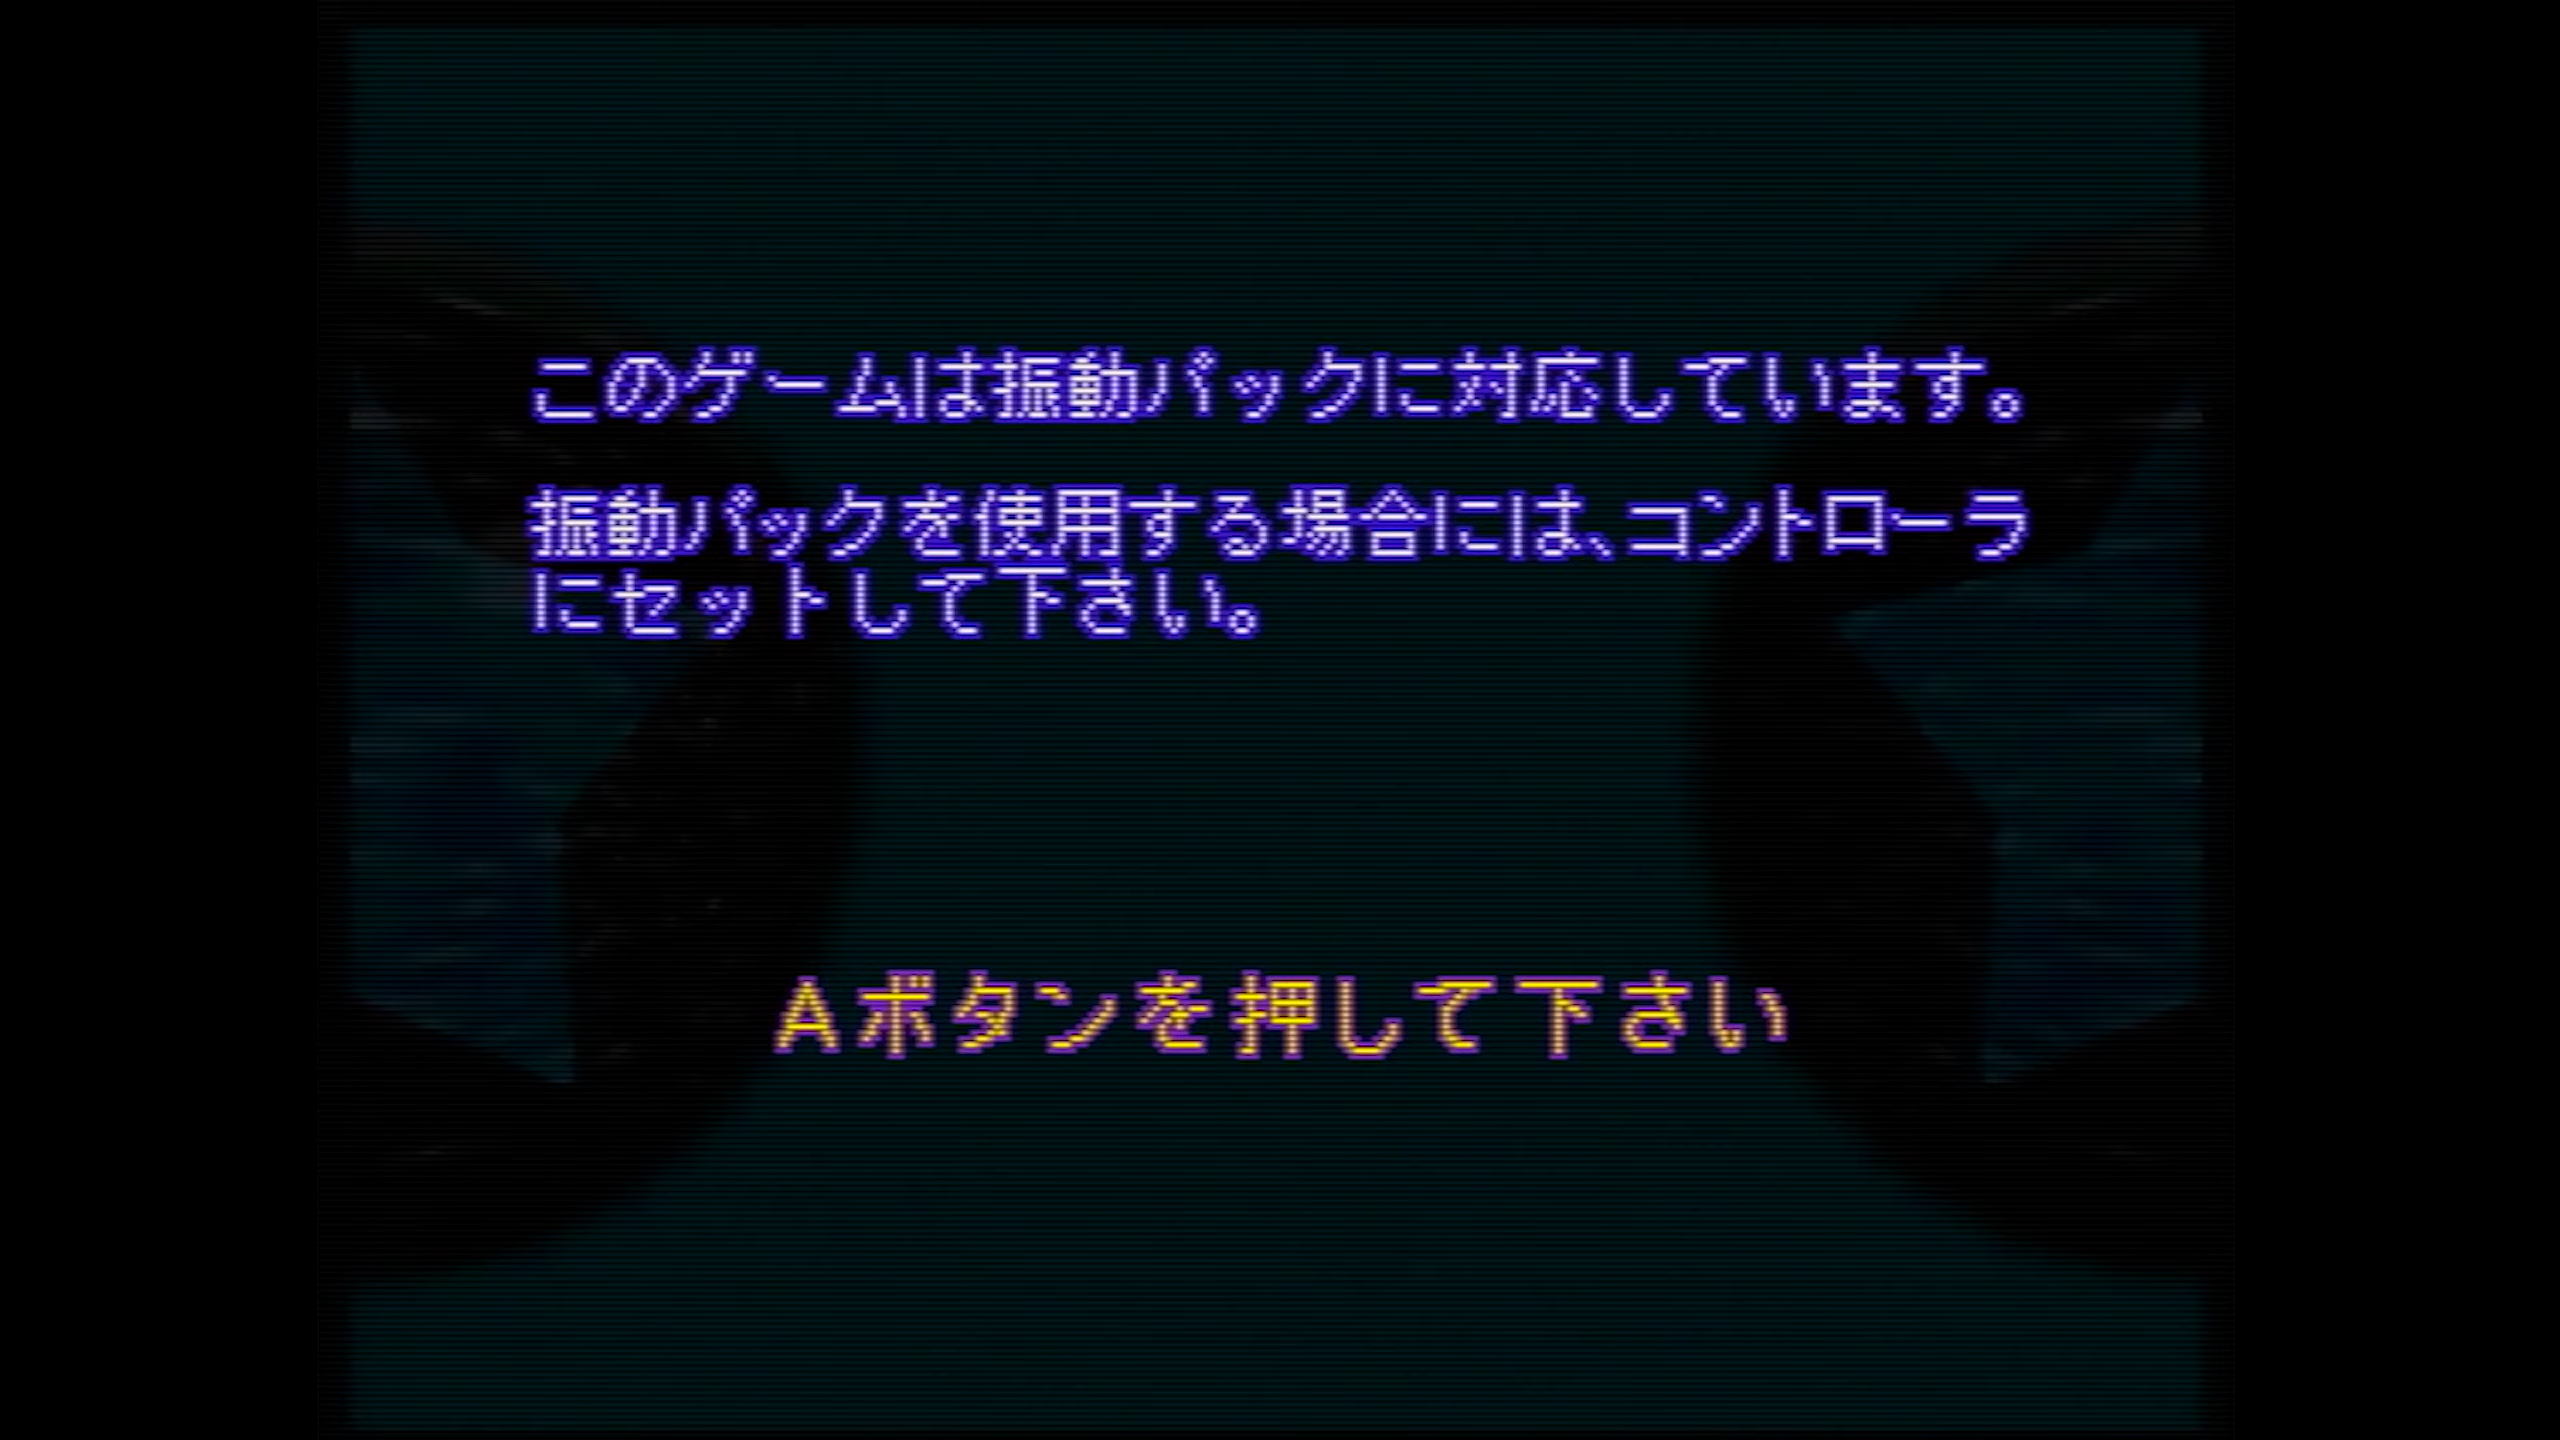 このゲームは振動パックに対応しています。
振動パックを使用する場合には、コントローラ
にセットして下さい。
Aボタンを押して下さい